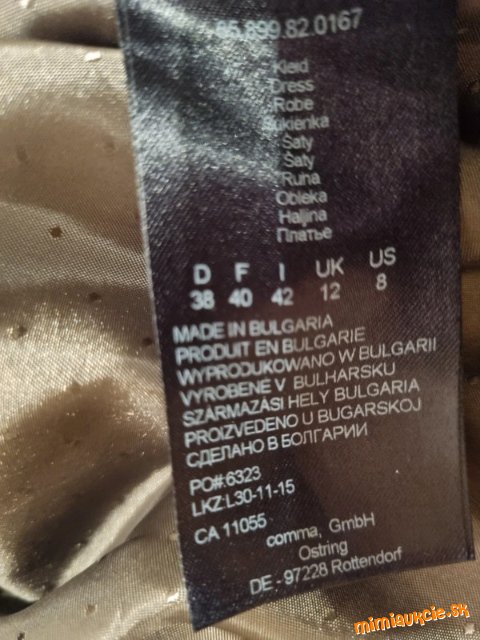 85.899.82.0167
Kleid
Dress
Robe
Sukienka
Šaty
Šaty
Ruha
Obleka
Haljina
Платье
D F I UK US
38 40 42 12 8
MADE IN BULGARIA
PRODUIT EN BULGARIE
WYPRODUKOWANO W BULGARII
VYROBENE V BULHARSKU
SZÁRMAZÁSI HELY BULGARIA
PROIZVEDENO U BUGARSKOJ
СДЕЛАНО В БОЛГАРИИ
PO#:6323
LKZ:L30-11-15
CA 11055
comma, GmbH
Ostring
DE - 97228 Rottendorf
mimiaukcie.sk